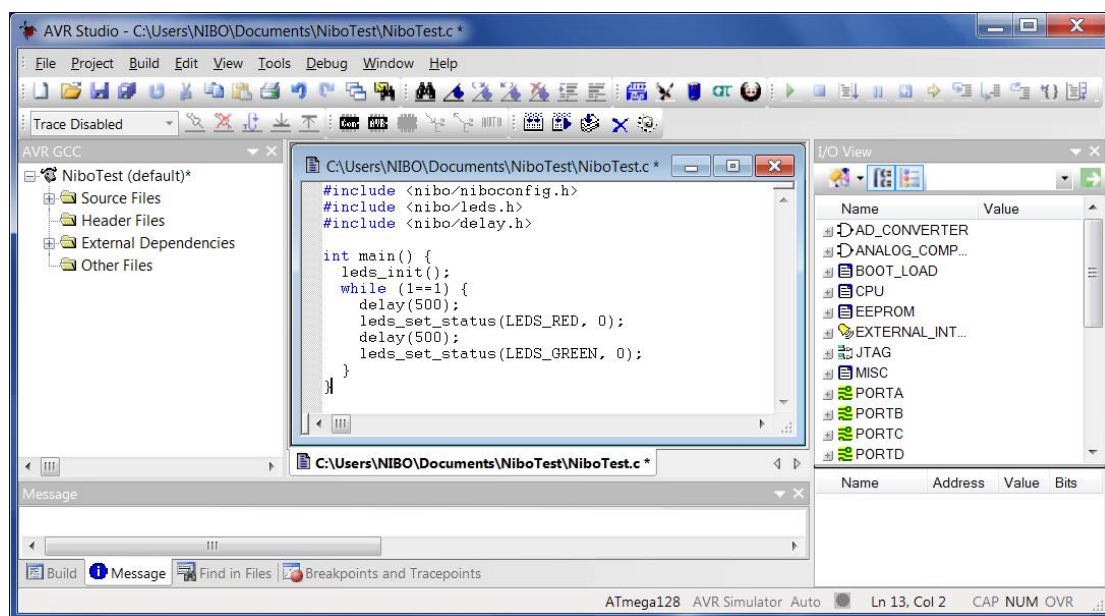 AVR Studio - C:\Users\NIBO\Documents\NiboTest\NiboTest.c *
File Project Build Edit View Tools Debug Window Help
Trace Disabled
AVR GCC
NiboTest (default)*
Source Files
Header Files
External Dependencies
Other Files
C:\Users\NIBO\Documents\NiboTest\NiboTest.c *
#include <nibo/niboconfig.h>
#include <nibo/leds.h>
#include <nibo/delay.h>
int main() {
leds_init();
while (1==1) {
delay(500);
leds_set_status(LEDS_RED, 0);
delay(500);
leds_set_status(LEDS_GREEN, 0);
}
}
C:\Users\NIBO\Documents\NiboTest\NiboTest.c *
I/O View
Name Value
AD_CONVERTER
ANALOG_COMP...
BOOT_LOAD
CPU
EEPROM
EXTERNAL_INT...
JTAG
MISC
PORTA
PORTB
PORTC
PORTD
Name Address Value Bits
Message
Build Message Find in Files Breakpoints and Tracepoints
ATmega128 AVR Simulator Auto Ln 13, Col 2 CAP NUM OVR